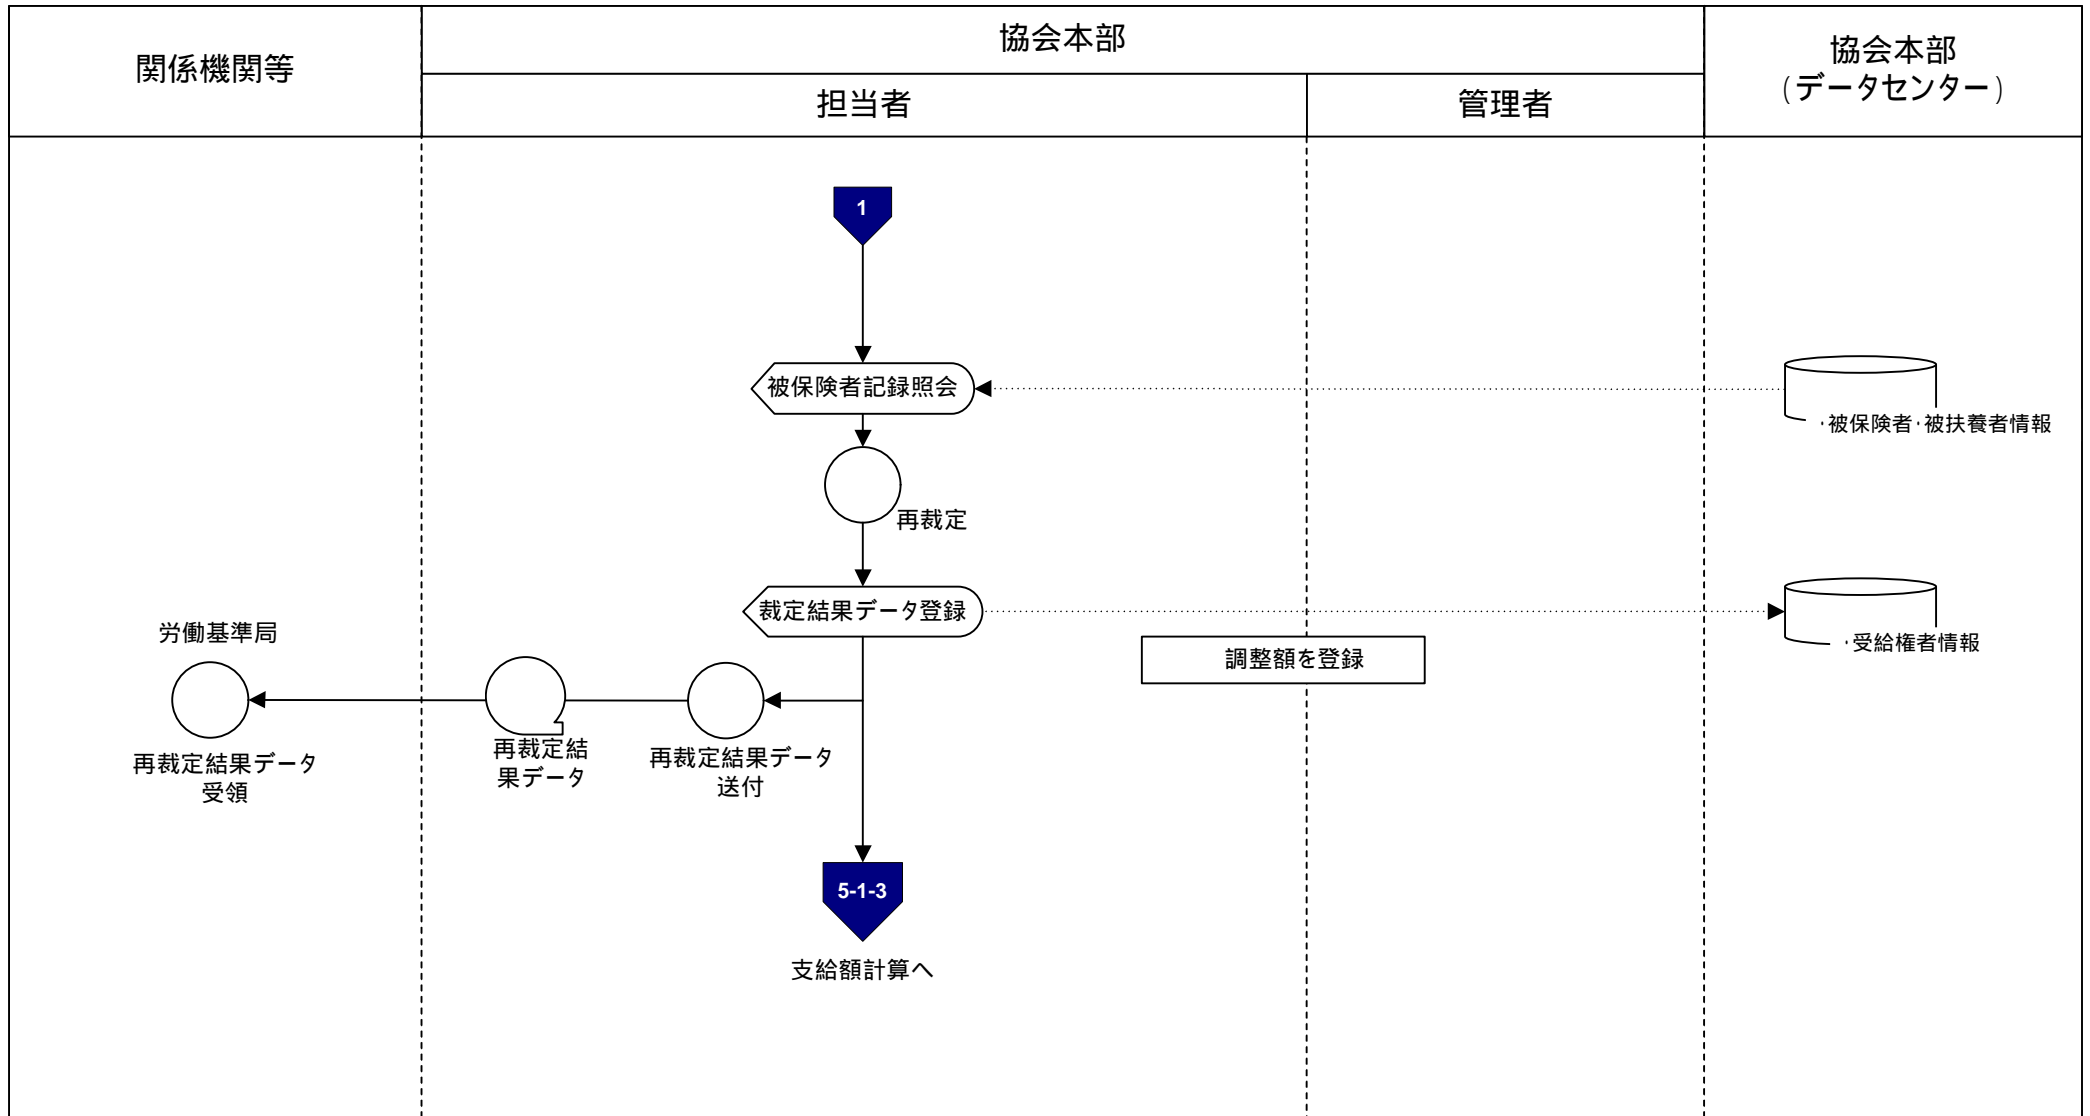 関係機関等
協会本部
担当者
管理者
協会本部
(データセンター)
1
被保険者記録照会
・被保険者・被扶養者情報
再裁定
裁定結果データ登録
・受給権者情報
調整額を登録
労働基準局
再裁定結果データ
受領
再裁定結
果データ
再裁定結果データ
送付
5-1-3
支給額計算へ